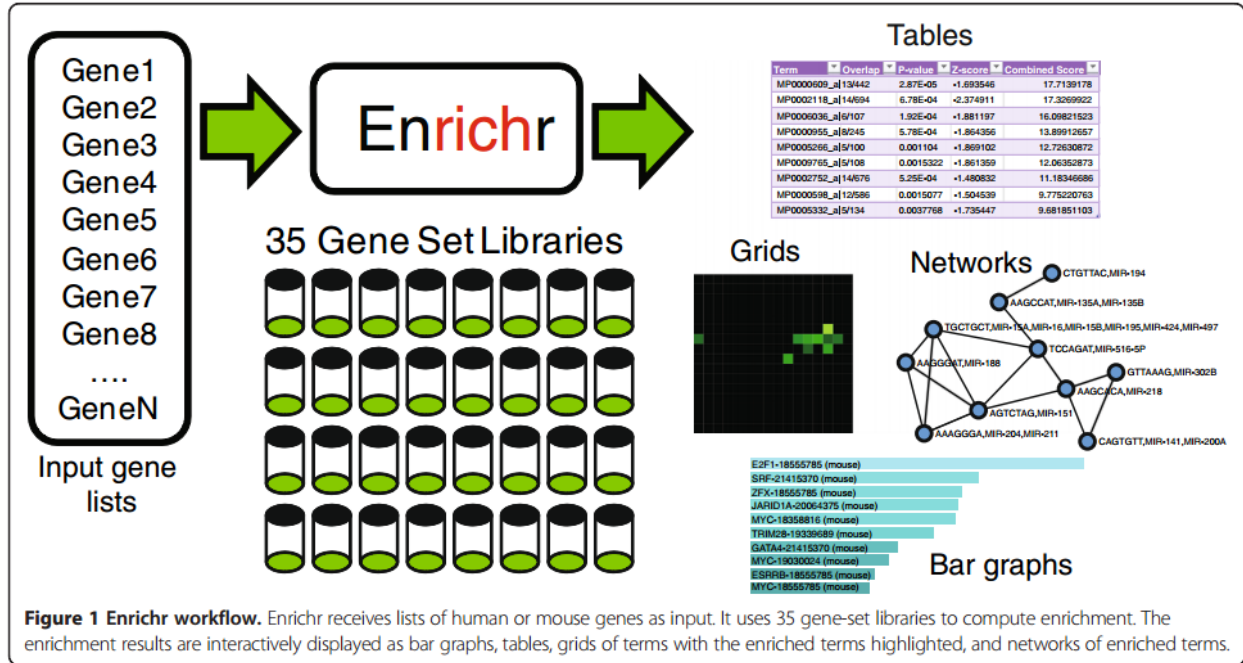 Gene1
Gene2
Gene3
Gene4
Gene5
Gene6
Gene7
Gene8
....
GeneN
Input gene
lists
Enrichr
35 Gene Set Libraries
Tables
Term Overlap P-value Z-score Combined Score
MP0000609_a 13/442 2.87E-05 -1.693546 17.7139178
MP0002118_a 14/694 6.78E-04 -2.374911 17.3269922
MP0006036_a 6/107 1.92E-04 -1.881197 16.09821523
MP0000955_a 8/245 5.78E-04 -1.864356 13.89912657
MP0005266_a 5/100 0.001104 -1.869102 12.72630872
MP0009765_a 5/108 0.0015322 -1.861359 12.06352873
MP0002752_a 14/676 5.25E-04 -1.480832 11.18346686
MP0000598_a 12/586 0.0015077 -1.504539 9.775220763
MP0005332_a 5/134 0.0037768 -1.735447 9.681851103
Grids
Networks
CTGTTAC,MIR-194
AAGCCAT,MIR-135A,MIR-135B
TGCTGCT,MIR-15A,MIR-16,MIR-15B,MIR-195,MIR-424,MIR-497
TCCAGAT,MIR-516-5P
AAGGGAT,MIR-188
GTTAAAG,MIR-302B
AAGCACA,MIR-218
AGTCTAG,MIR-151
AAAGGGA,MIR-204,MIR-211
CAGTGTT,MIR-141,MIR-200A
E2F1-18555785 (mouse)
SRF-21415370 (mouse)
ZFX-18555785 (mouse)
JARID1A-20064375 (mouse)
MYC-18358816 (mouse)
TRIM28-19339689 (mouse)
GATA4-21415370 (mouse)
MYC-19030024 (mouse)
ESRRB-18555785 (mouse)
MYC-18555785 (mouse)
Bar graphs
Figure 1 Enrichr workflow. Enrichr receives lists of human or mouse genes as input. It uses 35 gene-set libraries to compute enrichment. The
enrichment results are interactively displayed as bar graphs, tables, grids of terms with the enriched terms highlighted, and networks of enriched terms.